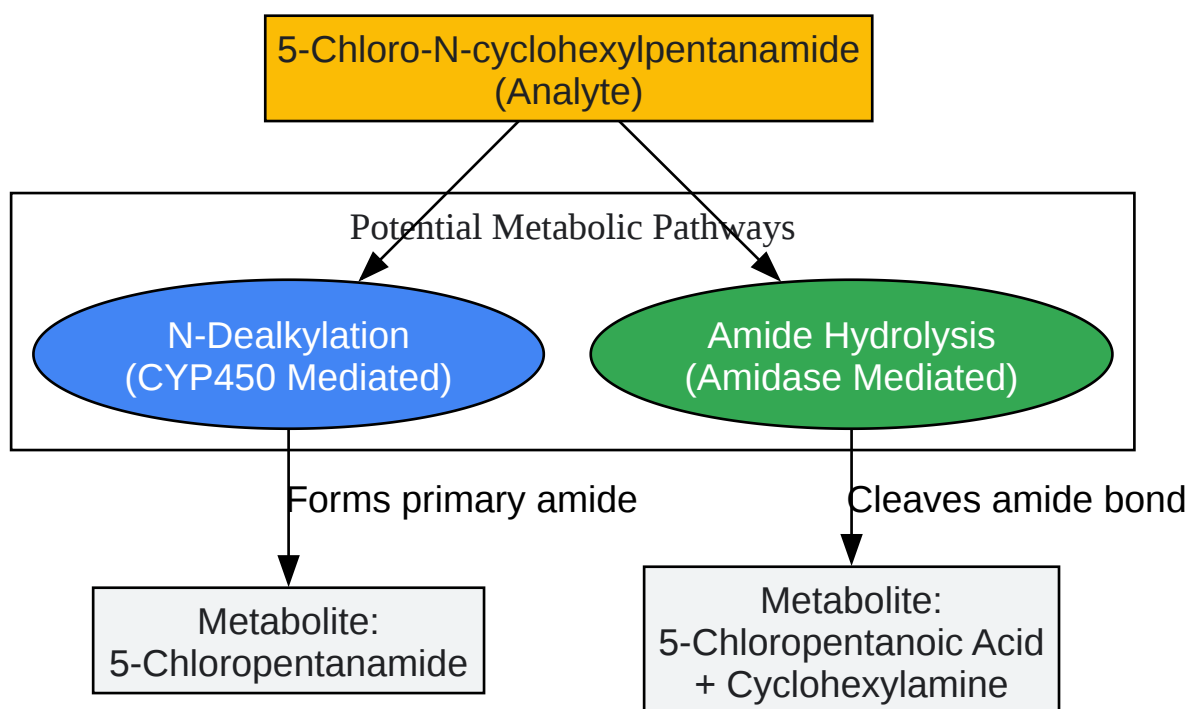 5-Chloro-N-cyclohexylpentanamide
(Analyte)
Potential Metabolic Pathways
N-Dealkylation
(CYP450 Mediated)
Amide Hydrolysis
(Amidase Mediated)
Forms primary amide
Cleaves amide bond
Metabolite:
5-Chloropentanamide
Metabolite:
5-Chloropentanoic Acid
+ Cyclohexylamine